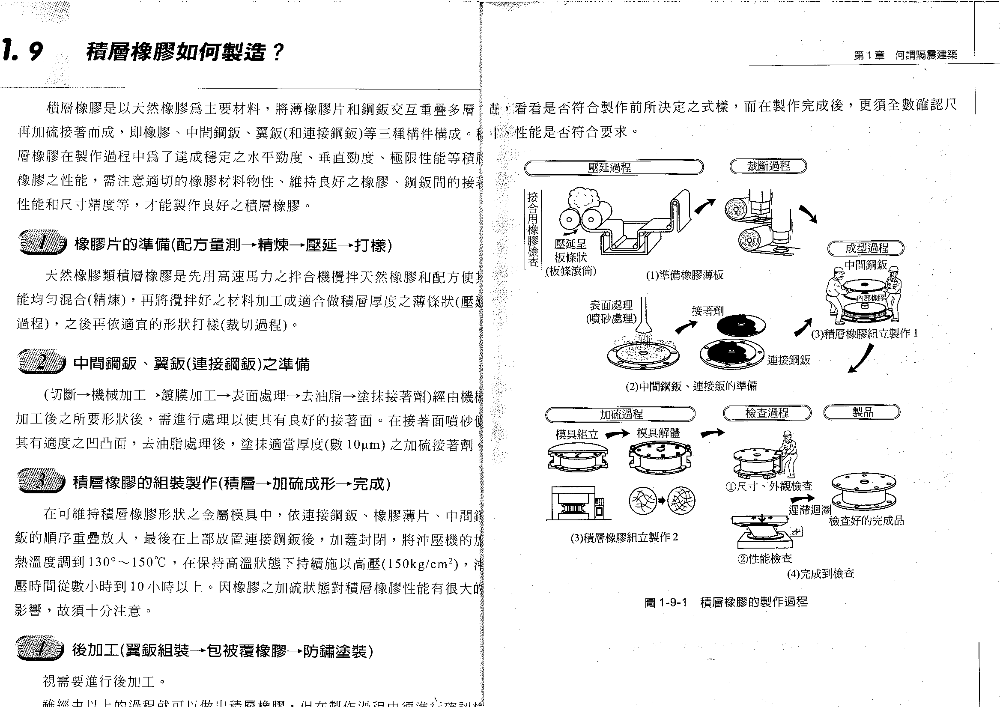 1.9 積層橡膠如何製造？
積層橡膠是以天然橡膠爲主要材料，將薄橡膠片和鋼鈑交互重疊多層
再加硫接著而成，即橡膠、中間鋼鈑、翼鈑(和連接鋼鈑)等三種構件構成。
層橡膠在製作過程中爲了達成穩定之水平勁度、垂直勁度、極限性能等積
橡膠之性能，需注意適切的橡膠材料物性、維持良好之橡膠、鋼鈑間的接
性能和尺寸精度等，才能製作良好之積層橡膠。
1 橡膠片的準備(配方量測→精煉→壓延→打樣)
天然橡膠類積層橡膠是先用高速馬力之拌合機攪拌天然橡膠和配方使
能均勻混合(精煉)，再將攪拌好之材料加工成適合做積層厚度之薄條狀(壓
過程)，之後再依適宜的形狀打樣(裁切過程)。
2 中間鋼鈑、翼鈑(連接鋼鈑)之準備
(切斷→機械加工→鍍膜加工→表面處理→去油脂→塗抹接著劑)經由機
加工後之所要形狀後，需進行處理以使其有良好的接著面。在接著面噴砂
其有適度之凹凸面，去油脂處理後，塗抹適當厚度(數10μm) 之加硫接著劑。
3 積層橡膠的組裝製作(積層→加硫成形→完成)
在可維持積層橡膠形狀之金屬模具中，依連接鋼鈑、橡膠薄片、中間鋼
鈑的順序重疊放入，最後在上部放置連接鋼鈑後，加蓋封閉，將沖壓機的加
熱溫度調到130°～150℃，在保持高溫狀態下持續施以高壓(150kg/cm²)，沖
壓時間從數小時到10小時以上。因橡膠之加硫狀態對積層橡膠性能有很大的
影響，故須十分注意。
4 後加工(翼鈑組裝→包被覆橡膠→防鏽塗裝)
視需要進行後加工。
雖經由以上的過程就可以做出積層橡膠，但在製作過程中須進行確認檢
第1章 何謂隔震建築
，看看是否符合製作前所決定之式樣，而在製作完成後，更須全數確認尺
寸、性能是否符合要求。
壓延過程
裁斷過程
接合用橡膠檢查
壓延呈
板條狀
(板條滾筒)
(1)準備橡膠薄板
成型過程
中間鋼鈑
內部橡膠
(3)積層橡膠組立製作1
表面處理
(噴砂處理)
接著劑
連接鋼鈑
(2)中間鋼鈑、連接鈑的準備
加硫過程
檢查過程
製品
模具組立
模具解體
①尺寸、外觀檢查
遲滯迴圈
檢查好的完成品
(3)積層橡膠組立製作2
②性能檢查
(4)完成到檢查
圖1-9-1 積層橡膠的製作過程